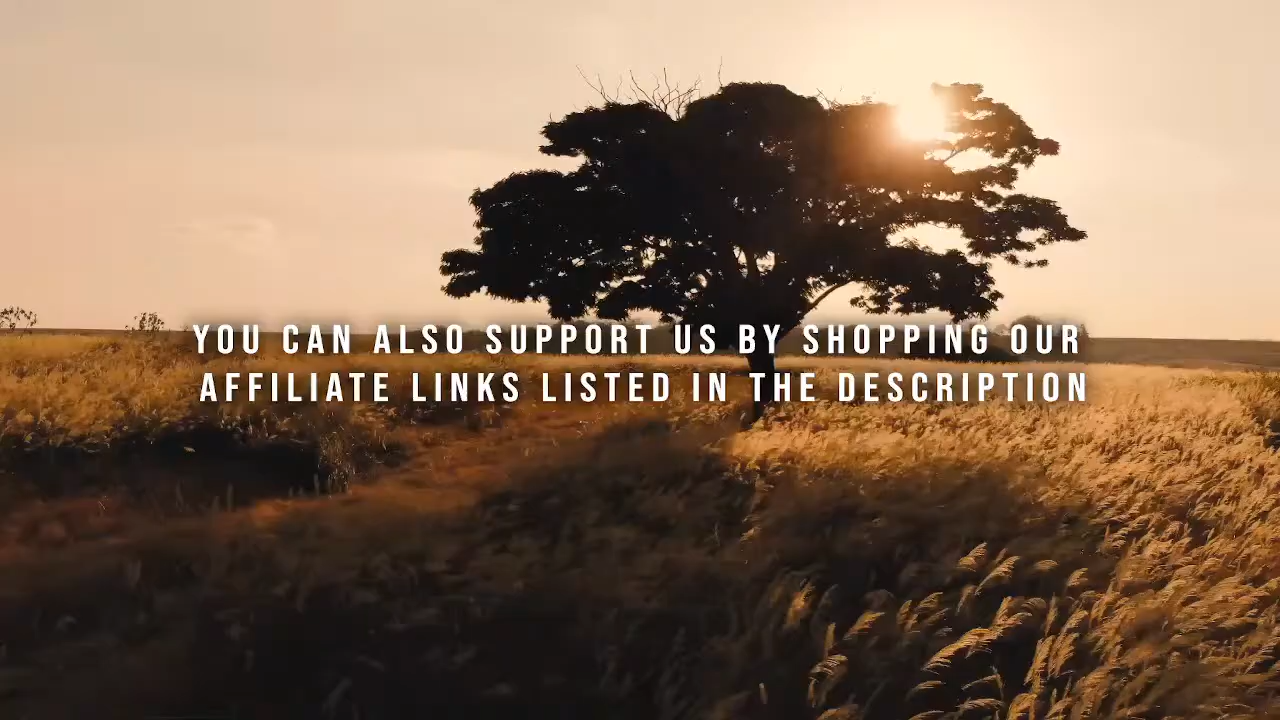 YOU CAN ALSO SUPPORT US BY SHOPPING OUR
AFFILIATE LINKS LISTED IN THE DESCRIPTION